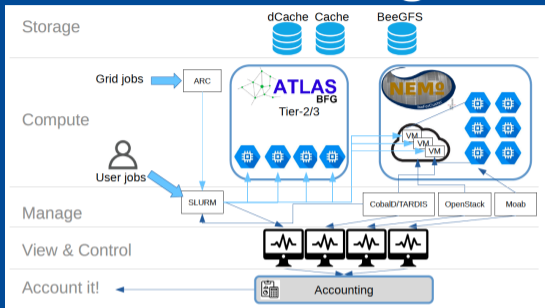 Storage
dCache
Cache
BeeGFS
Grid jobs
ARC
ATLAS
BFG
Tier-2/3
NEMO
Compute
VM
VM
VM
User jobs
SLURM
CobalD/TARDIS
OpenStack
Moab
Manage
View & Control
Account it!
Accounting